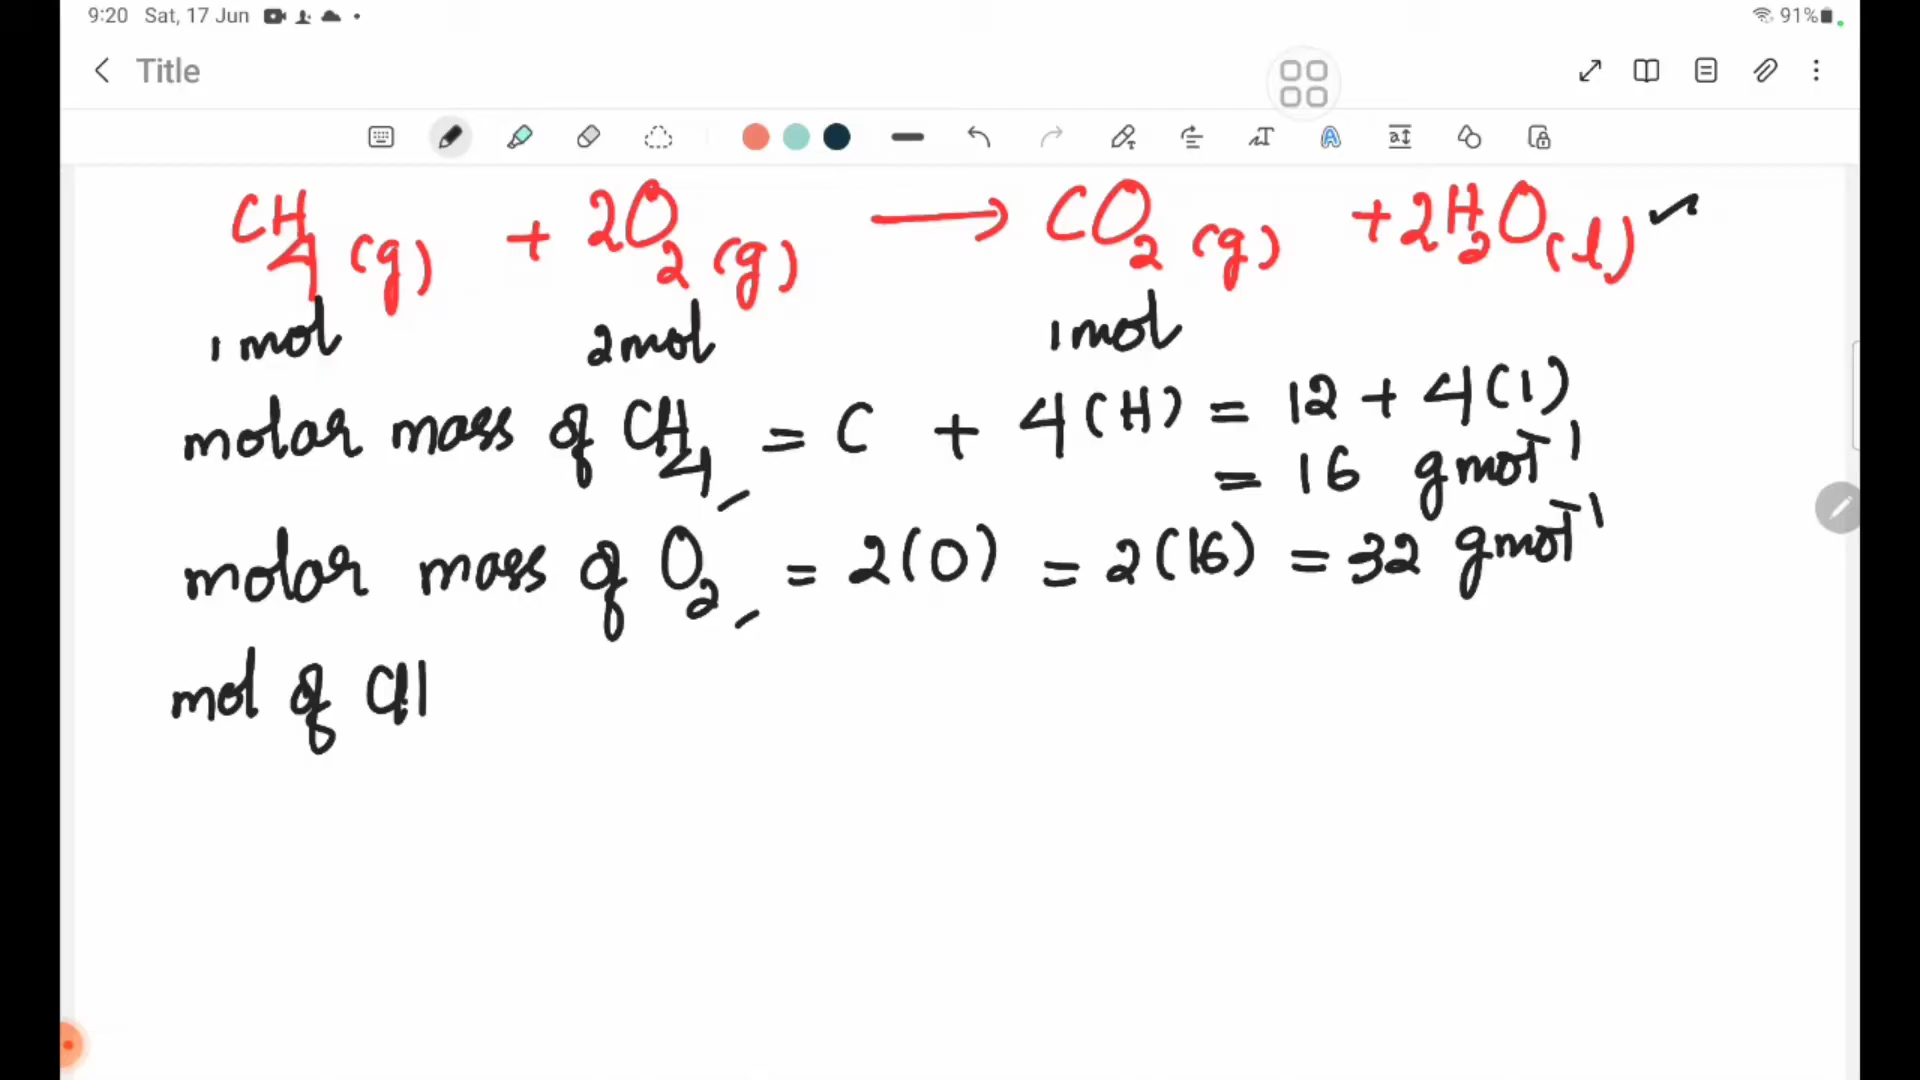 9:20 Sat, 17 Jun 91%
Title
CH₄(g) + 2O₂(g) ⟶ CO₂(g) + 2H₂O(l) ✓
1 mol 2 mol 1 mol
molar mass of CH₄ = C + 4(H) = 12 + 4(1)
= 16 g mol⁻¹
molar mass of O₂ = 2(O) = 2(16) = 32 g mol⁻¹
mol of CH